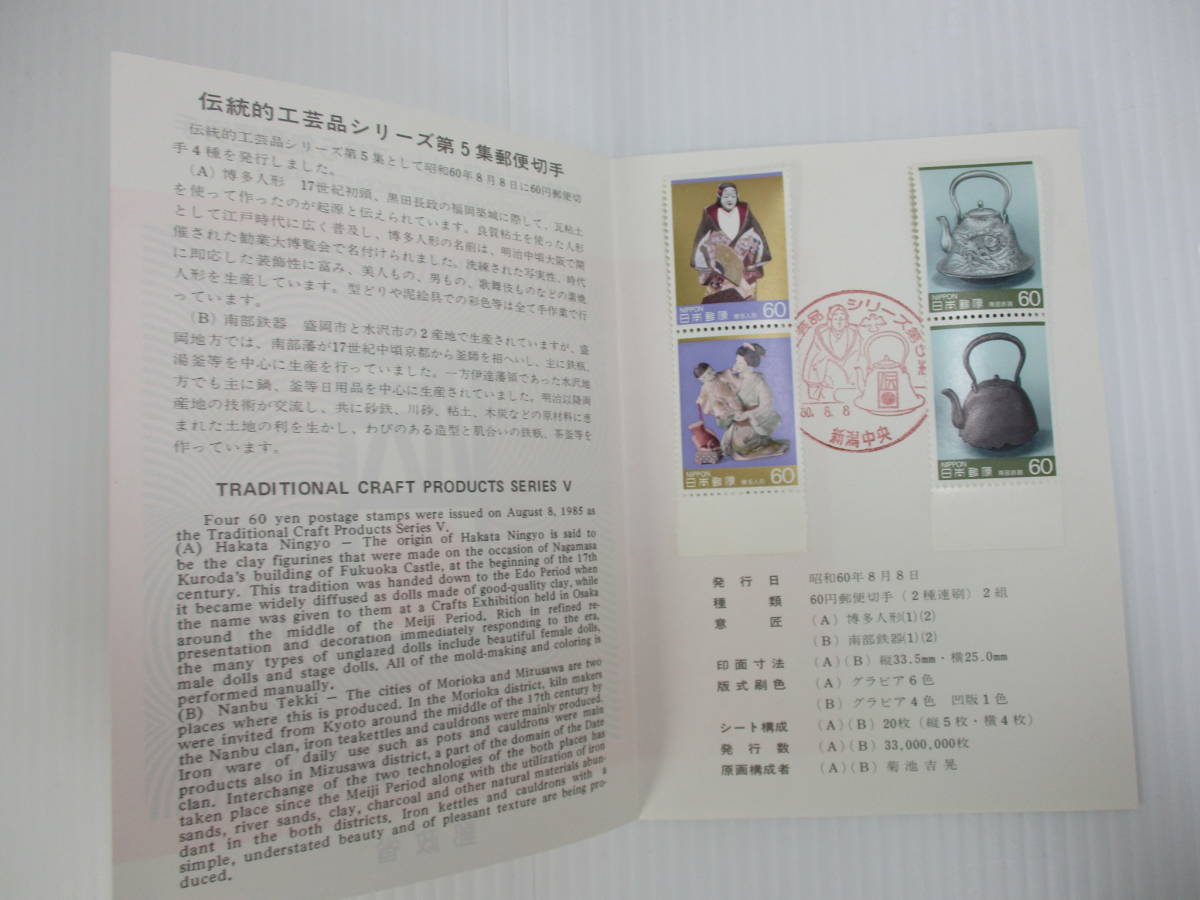 伝統的工芸品シリーズ第5集郵便切手
伝統的工芸品シリーズ第5集として昭和60年8月8日に60円郵便切
手4種を発行しました。
(A) 博多人形 17世紀初頭、黒田長政の福岡築城に際して、瓦粘土
を使って作ったのが起源と伝えられています。良質粘土を使った人形
として江戸時代に広く普及し、博多人形の名前は、明治中頃大阪で開
催された勧業大博覧会で名付けられました。洗練された写実性、時代
に即応した装飾性に富み、美人もの、男もの、歌舞伎ものなどの素焼
人形を生産しています。型どりや泥絵具での彩色等は全て手作業で行
っています。
(B) 南部鉄器 盛岡市と水沢市の2産地で生産されていますが、盛
岡地方では、南部藩が17世紀中頃京都から釜師を招へいし、主に鉄瓶、
湯釜等を中心に生産を行っていました。一方伊達藩領であった水沢地
方でも主に鍋、釜等日用品を中心に生産されていました。明治以降両
産地の技術が交流し、共に砂鉄、川砂、粘土、木炭などの原材料に恵
まれた土地の利を生かし、わびのある造型と肌合いの鉄瓶、茶釜等を
作っています。
TRADITIONAL CRAFT PRODUCTS SERIES V
Four 60 yen postage stamps were issued on August 8, 1985 as
the Traditional Craft Products Series V.
(A) Hakata Ningyo – The origin of Hakata Ningyo is said to
be the clay figurines that were made on the occasion of Nagamasa
Kuroda's building of Fukuoka Castle, at the beginning of the 17th
century. This tradition was handed down to the Edo Period when
it became widely diffused as dolls made of good-quality clay, while
the name was given to them at a Crafts Exhibition held in Osaka
around the middle of the Meiji Period. Rich in refined re-
presentation and decoration immediately responding to the era,
the many types of unglazed dolls include beautiful female dolls,
male dolls and stage dolls. All of the mold-making and coloring is
performed manually.
(B) Nanbu Tekki – The cities of Morioka and Mizusawa are two
places where this is produced. In the Morioka district, kiln makers
were invited from Kyoto around the middle of the 17th century by
the Nanbu clan, iron teakettles and cauldrons were mainly produced.
Iron ware of daily use such as pots and cauldrons were main
products also in Mizusawa district, a part of the domain of the Date
clan. Interchange of the two technologies of the both places has
taken place since the Meiji Period along with the utilization of iron
sands, river sands, clay, charcoal and other natural materials abun-
dant in the both districts. Iron kettles and cauldrons with a
simple, understated beauty and of pleasant texture are being pro-
duced.
NIPPON
日本郵便 博多人形 60
NIPPON
日本郵便 博多人形 60
NIPPON
日本郵便 南部鉄器 60
NIPPON
日本郵便 南部鉄器 60
芸品シリーズ第5集
伝
60.8.8
新潟中央
発行日 昭和60年8月8日
種類 60円郵便切手(2種連刷)2組
意匠 (A) 博多人形(1)(2)
(B) 南部鉄器(1)(2)
印面寸法 (A)(B) 縦33.5mm・横25.0mm
版式刷色 (A) グラビア6色
(B) グラビア4色 凹版1色
シート構成 (A)(B) 20枚(縦5枚・横4枚)
発行数 (A)(B) 33,000,000枚
原画構成者 (A)(B) 菊池吉晃